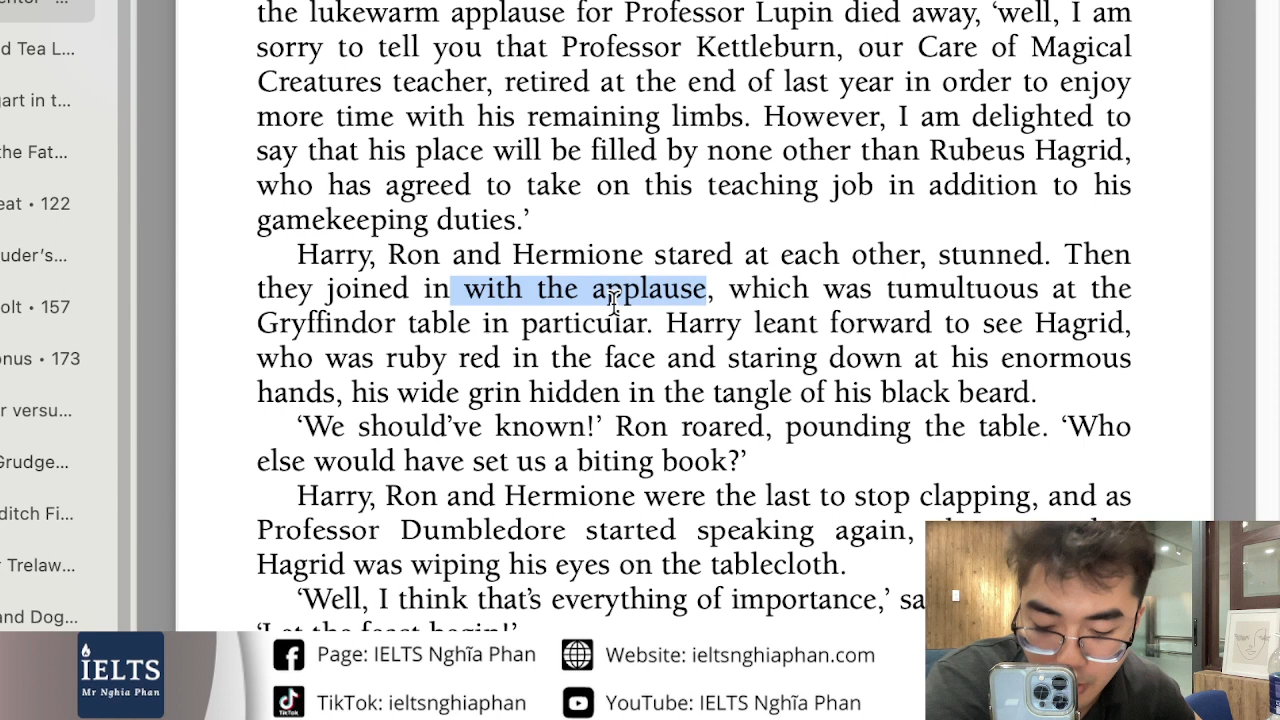 d Tea L...
gart in t...
the Fat...
eat • 122
uder's...
olt • 157
onus • 173
r versu...
Grudge...
ditch Fi...
r Trelaw...
and Dog...
the lukewarm applause for Professor Lupin died away, ‘well, I am
sorry to tell you that Professor Kettleburn, our Care of Magical
Creatures teacher, retired at the end of last year in order to enjoy
more time with his remaining limbs. However, I am delighted to
say that his place will be filled by none other than Rubeus Hagrid,
who has agreed to take on this teaching job in addition to his
gamekeeping duties.’
Harry, Ron and Hermione stared at each other, stunned. Then
they joined in with the applause, which was tumultuous at the
Gryffindor table in particular. Harry leant forward to see Hagrid,
who was ruby red in the face and staring down at his enormous
hands, his wide grin hidden in the tangle of his black beard.
‘We should’ve known!’ Ron roared, pounding the table. ‘Who
else would have set us a biting book?’
Harry, Ron and Hermione were the last to stop clapping, and as
Professor Dumbledore started speaking again,
Hagrid was wiping his eyes on the tablecloth.
‘Well, I think that’s everything of importance,’ sa
‘Let the feast begin!’
IELTS
Mr Nghia Phan
Page: IELTS Nghĩa Phan
Website: ieltsnghiaphan.com
TikTok: ieltsnghiaphan
YouTube: IELTS Nghĩa Phan